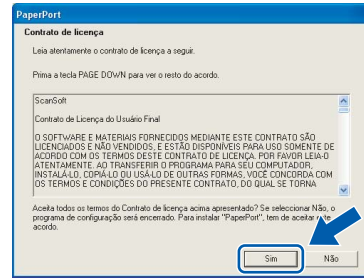 PaperPort
Contrato de licença
Leia atentamente o contrato de licença a seguir.
Prima a tecla PAGE DOWN para ver o resto do acordo.
ScanSoft
Contrato de Licença do Usuário Final
O SOFTWARE E MATERIAIS FORNECIDOS MEDIANTE ESTE CONTRATO SÃO
LICENCIADOS E NÃO VENDIDOS, E ESTÃO DISPONÍVEIS PARA USO SOMENTE DE
ACORDO COM OS TERMOS DESTE CONTRATO DE LICENÇA. POR FAVOR LEIA-O
ATENTAMENTE. AO TRANSFERIR O PROGRAMA PARA SEU COMPUTADOR,
INSTALÁ-LO, COPIÁ-LO OU USÁ-LO DE OUTRAS FORMAS, VOCÊ CONCORDA COM
OS TERMOS E CONDIÇÕES DO PRESENTE CONTRATO, DO QUAL SE TORNA
Aceita todos os termos do Contrato de licença acima apresentado? Se seleccionar Não, o
programa de configuração será encerrado. Para instalar "PaperPort", tem de aceitar este
acordo.
Sim
Não